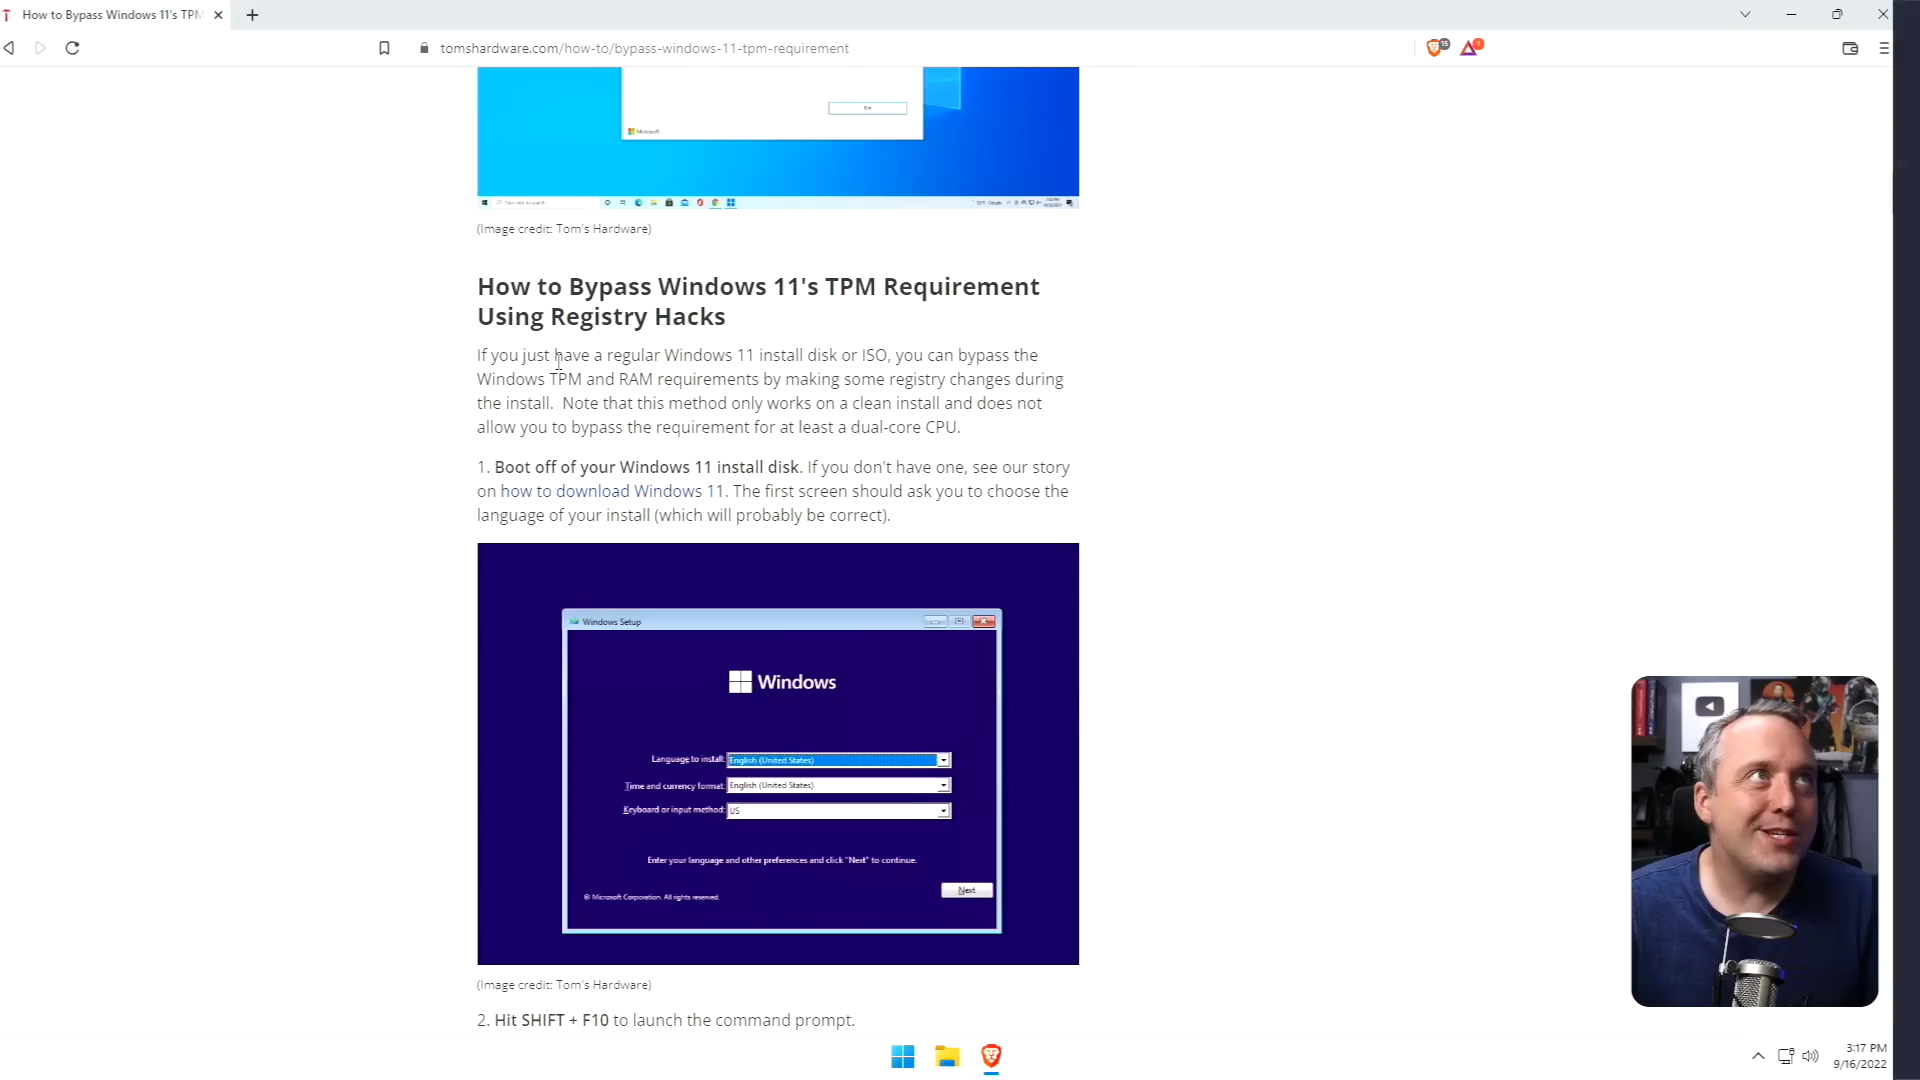 How to Bypass Windows 11's TPM
tomshardware.com/how-to/bypass-windows-11-tpm-requirement
15
1
Exit
Microsoft
Type here to search
(Image credit: Tom's Hardware)
How to Bypass Windows 11's TPM Requirement
Using Registry Hacks
If you just have a regular Windows 11 install disk or ISO, you can bypass the
Windows TPM and RAM requirements by making some registry changes during
the install.  Note that this method only works on a clean install and does not
allow you to bypass the requirement for at least a dual-core CPU.
1. Boot off of your Windows 11 install disk. If you don't have one, see our story
on how to download Windows 11. The first screen should ask you to choose the
language of your install (which will probably be correct).
Windows Setup
Windows
Language to install: English (United States)
Time and currency format: English (United States)
Keyboard or input method: US
Enter your language and other preferences and click "Next" to continue.
Next
© Microsoft Corporation. All rights reserved.
(Image credit: Tom's Hardware)
2. Hit SHIFT + F10 to launch the command prompt.
3:17 PM
9/16/2022